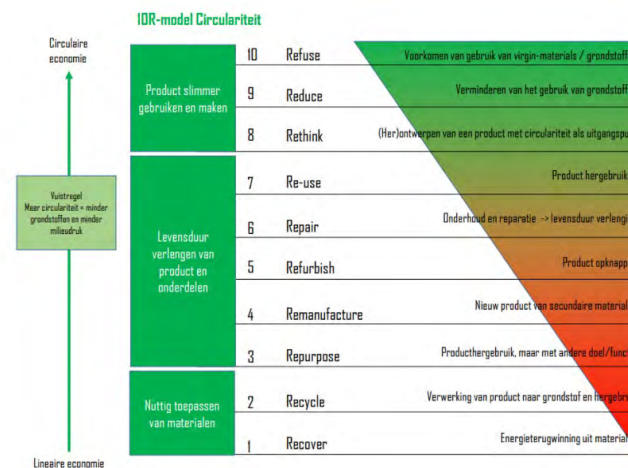 10R-model Circulariteit
Circulaire
economie
Vuistregel
Meer circulariteit = minder
grondstoffen en minder
milieudruk
Lineaire economie
Product slimmer
gebruiken en maken
10 Refuse Voorkomen van gebruik van virgin-materials / grondstoff
9 Reduce Verminderen van het gebruik van grondstof
8 Rethink (Her)ontwerpen van een product met circulariteit als uitgangspu
Levensduur
verlengen van
product en
onderdelen
7 Re-use Product hergebruik
6 Repair Onderhoud en reparatie -> levensduur verlengi
5 Refurbish Product opknapp
4 Remanufacture Nieuw product van secundaire material
3 Repurpose Producthergebruik, maar met andere doel/funct
Nuttig toepassen
van materialen
2 Recycle Verwerking van product naar grondstof en hergebru
1 Recover Energieterugwinning uit material